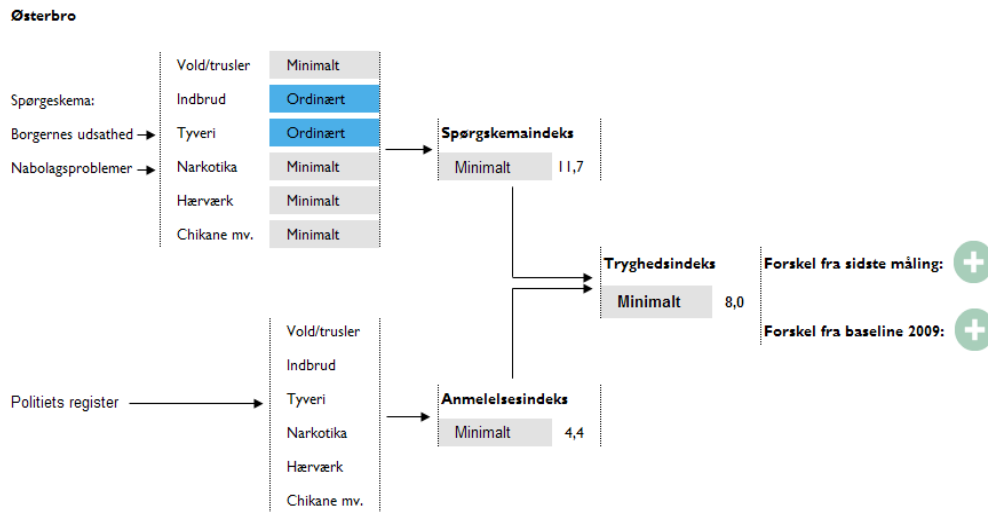 Østerbro
Spørgeskema:
Borgernes udsathed
Nabolagsproblemer
Vold/trusler Minimalt
Indbrud Ordinært
Tyveri Ordinært
Narkotika Minimalt
Hærværk Minimalt
Chikane mv. Minimalt
Spørgskemaindeks
Minimalt 11,7
Tryghedsindeks
Minimalt 8,0
Forskel fra sidste måling:
Forskel fra baseline 2009:
Politiets register
Vold/trusler
Indbrud
Tyveri
Narkotika
Hærværk
Chikane mv.
Anmelelsesindeks
Minimalt 4,4